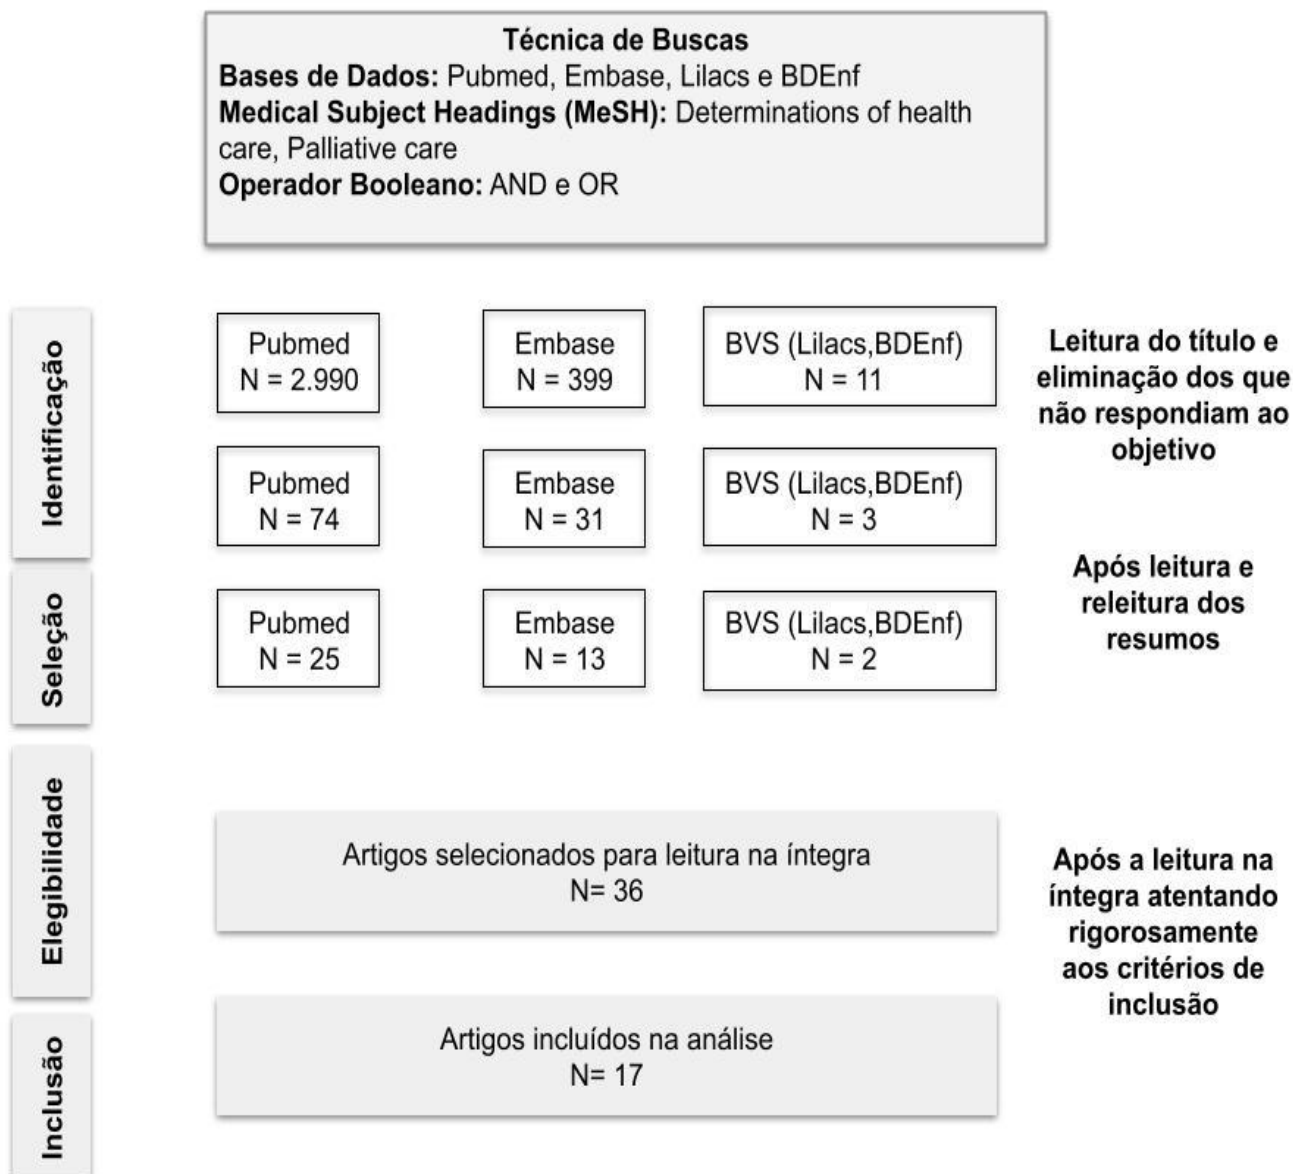 Técnica de Buscas
Bases de Dados: Pubmed, Embase, Lilacs e BDEnf
Medical Subject Headings (MeSH): Determinations of health
care, Palliative care
Operador Booleano: AND e OR
Identificação
Pubmed
N = 2.990
Embase
N = 399
BVS (Lilacs,BDEnf)
N = 11
Leitura do título e
eliminação dos que
não respondiam ao
objetivo
Pubmed
N = 74
Embase
N = 31
BVS (Lilacs,BDEnf)
N = 3
Após leitura e
releitura dos
resumos
Seleção
Pubmed
N = 25
Embase
N = 13
BVS (Lilacs,BDEnf)
N = 2
Elegibilidade
Artigos selecionados para leitura na íntegra
N= 36
Após a leitura na
íntegra atentando
rigorosamente
aos critérios de
inclusão
Inclusão
Artigos incluídos na análise
N= 17